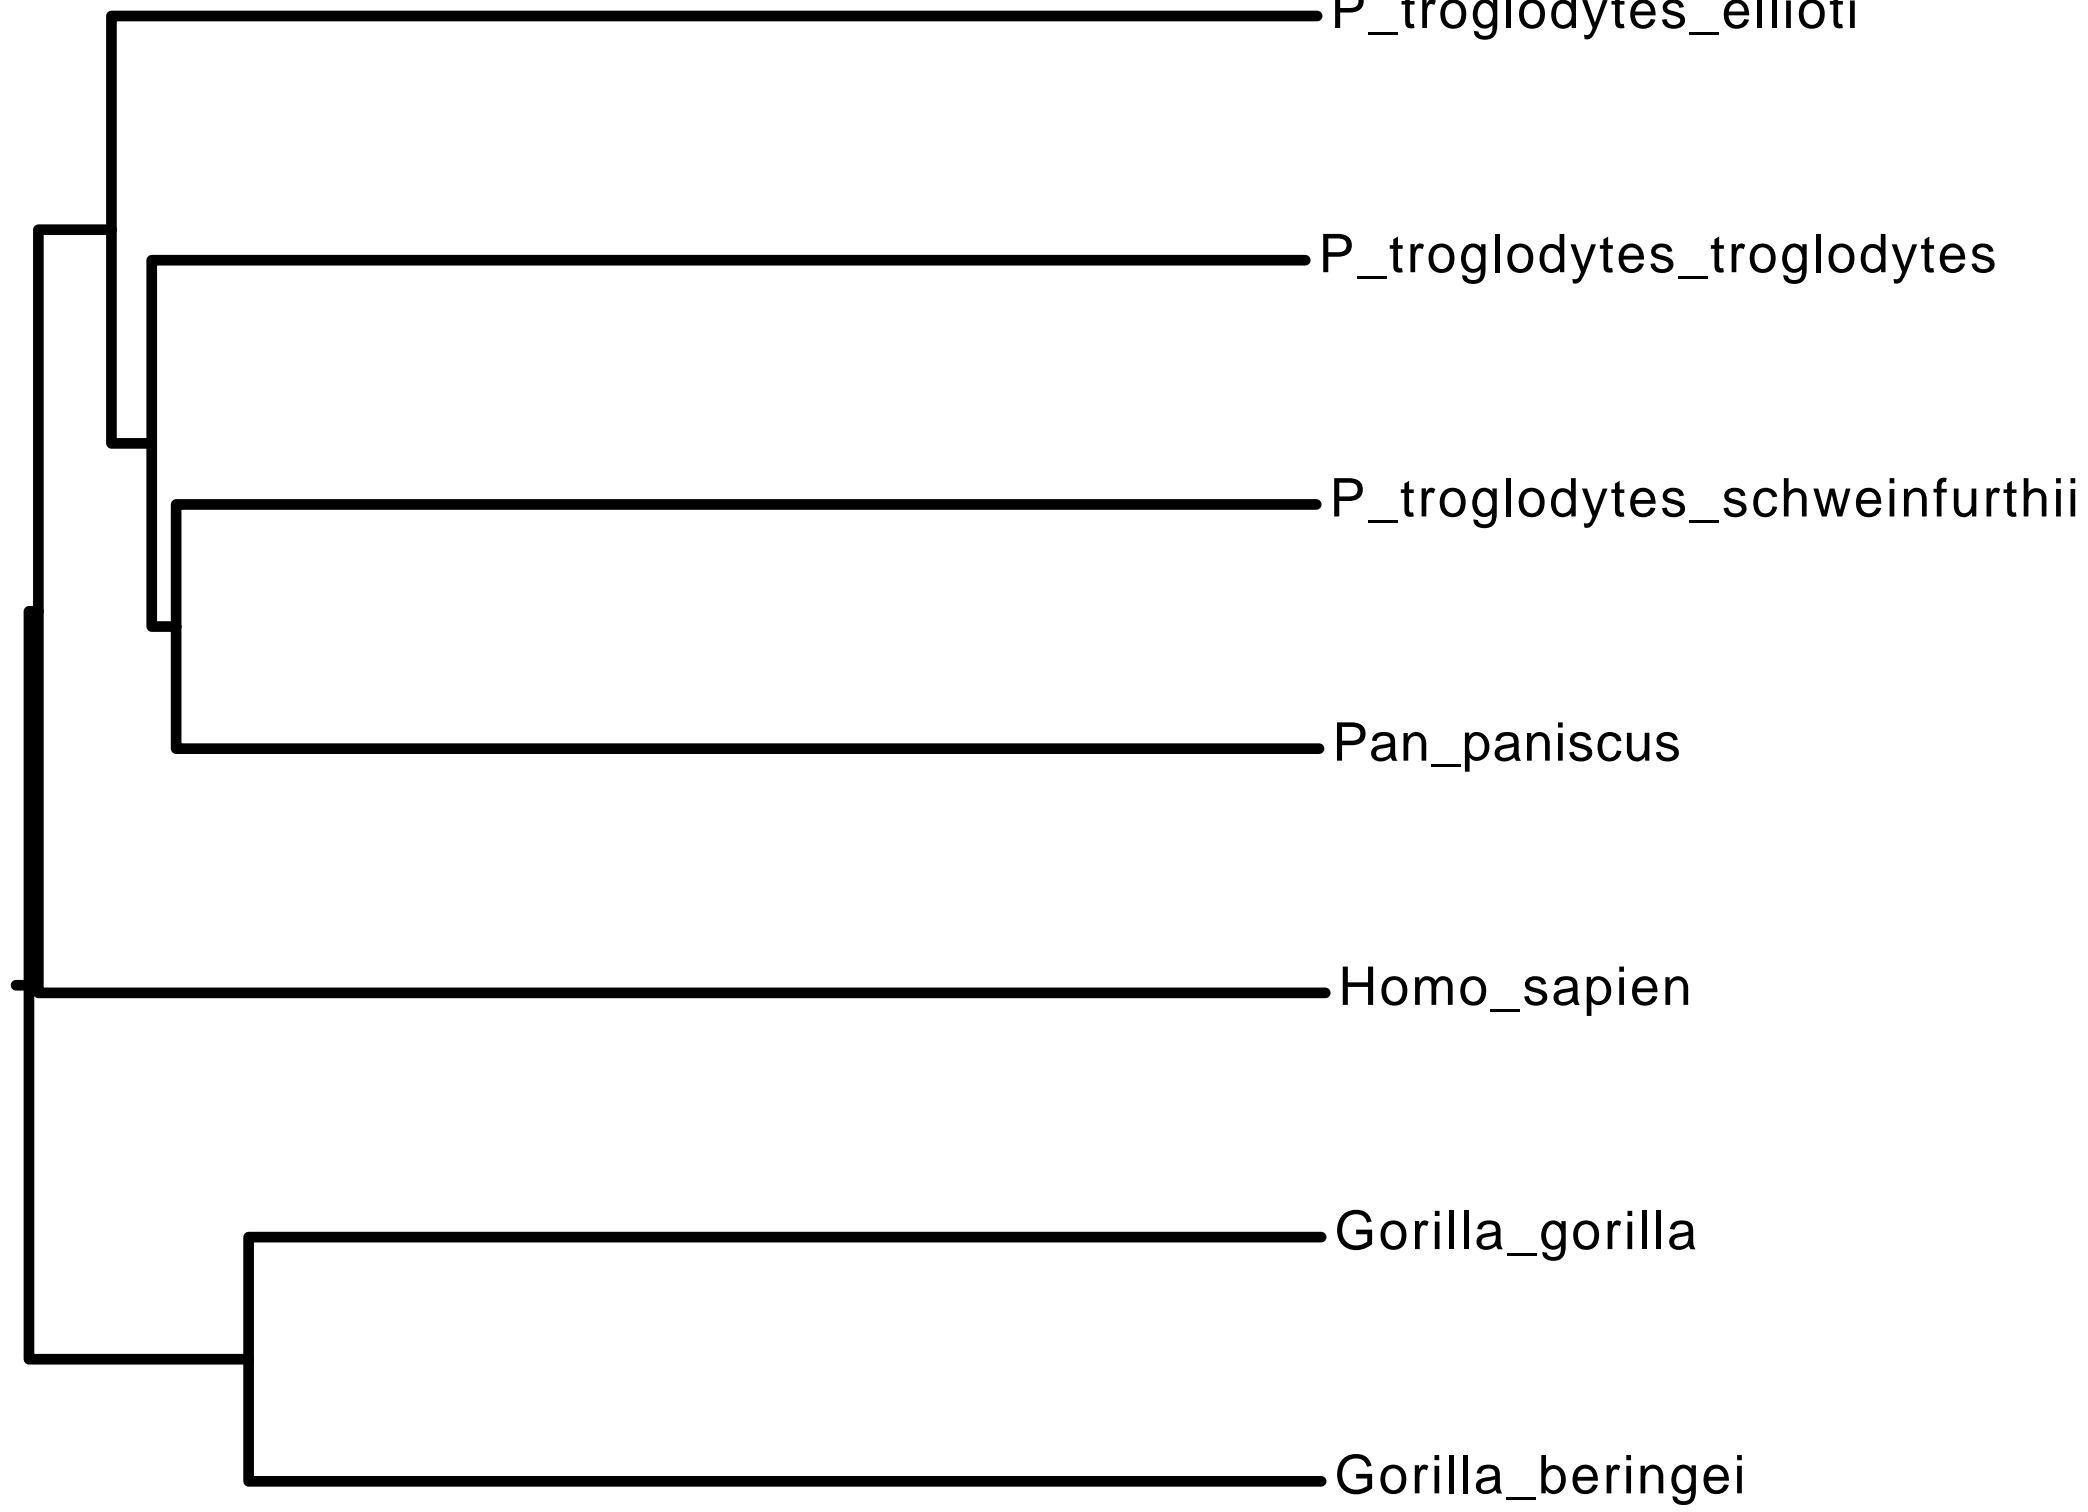 P_troglodytes_ellioti
P_troglodytes_troglodytes
P_troglodytes_schweinfurthii
Pan_paniscus
Homo_sapien
Gorilla_gorilla
Gorilla_beringei